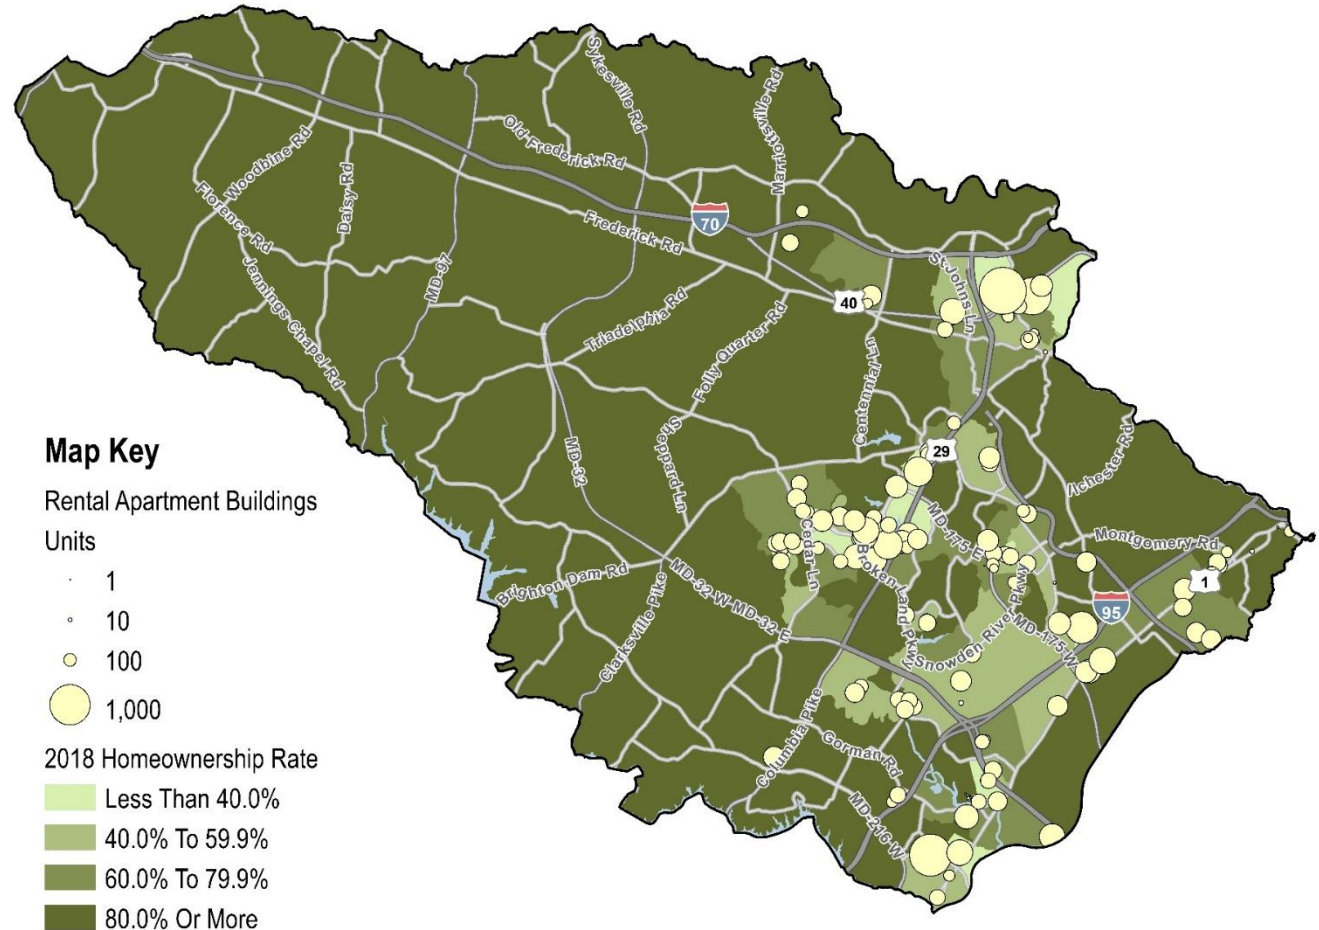 Sykesville Rd
Marriottsville Rd
Old Frederick Rd
Woodbine Rd
Daisy Rd
Florence Rd
70
Frederick Rd
Jennings Chapel Rd
MD-97
St Johns Ln
40
Triadelphia Rd
Folly Quarter Rd
Centennial Ln
Map Key
Rental Apartment Buildings
Units
1
10
100
1,000
2018 Homeownership Rate
Less Than 40.0%
40.0% To 59.9%
60.0% To 79.9%
80.0% Or More
MD-32
Sheppard Ln
29
MD-175-E
Montgomery Rd
1
Cedar Ln
Broken Land Pkwy
Brighton Dam Rd
MD-32-W-MD-32-E
Clarksville Pike
95
Snowden River Pkwy
MD-175-W
Columbia Pike
Gorman Rd
MD-216-W